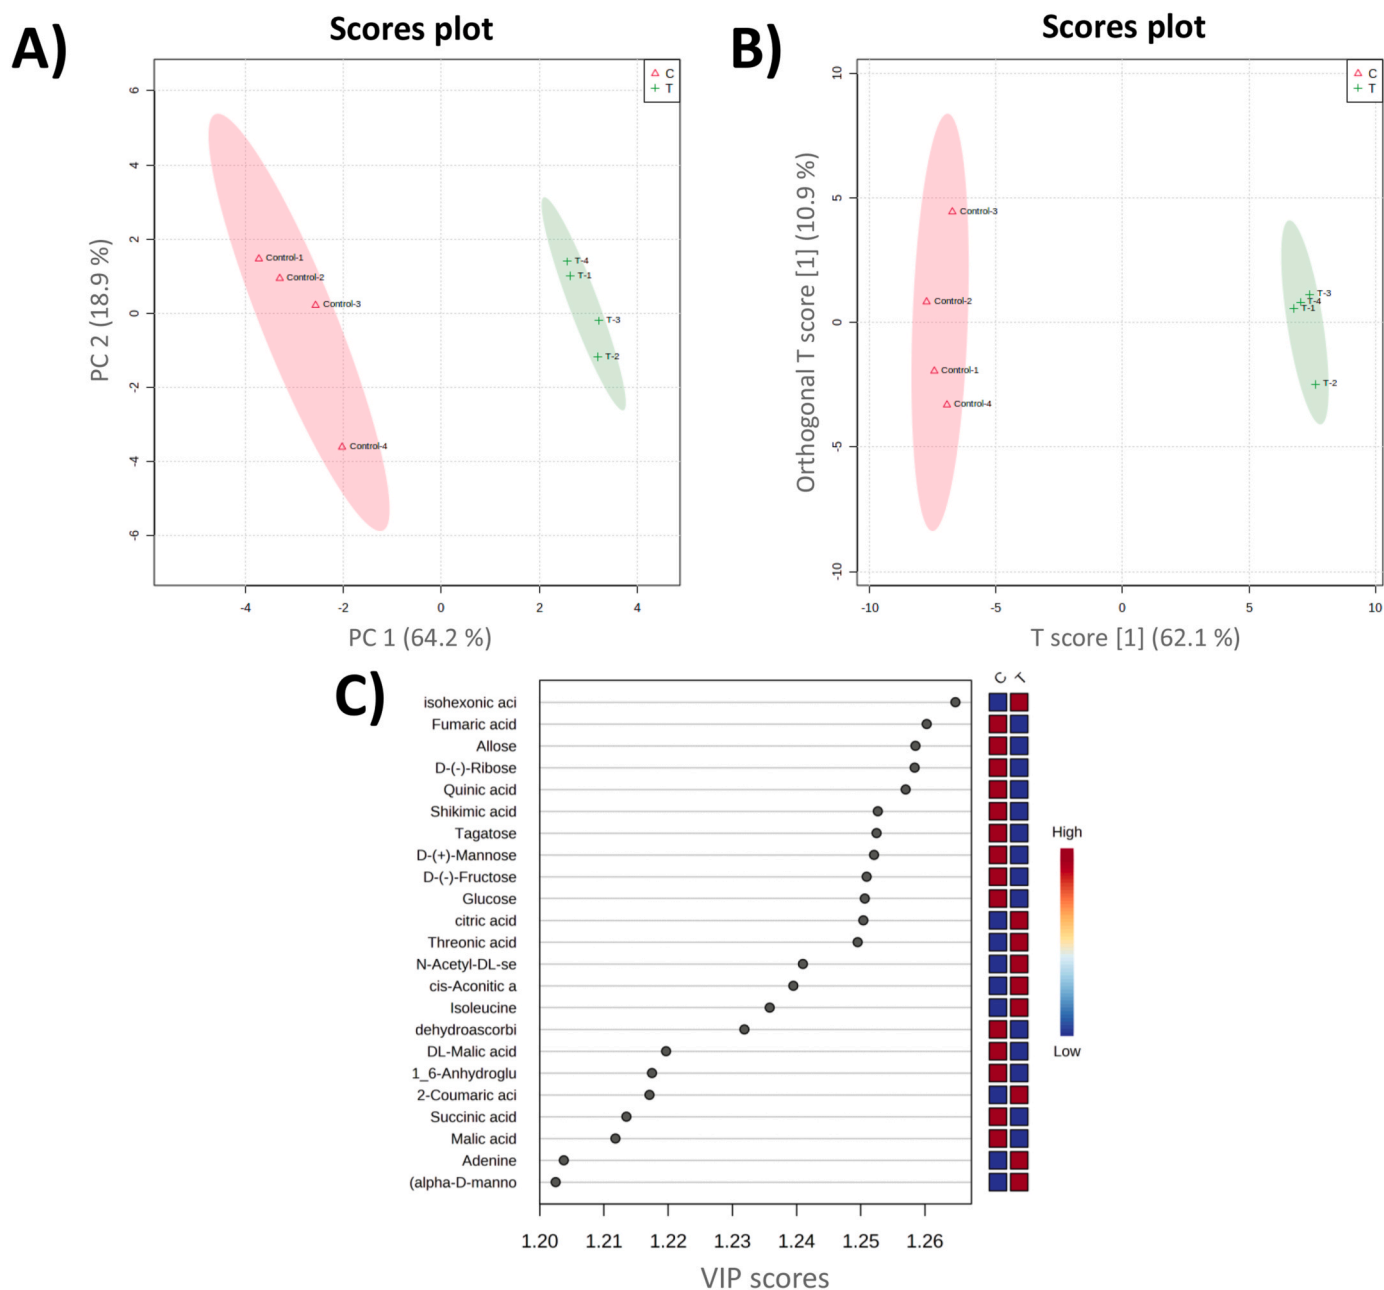 A)
Scores plot
C
T
6
4
2
0
-2
-4
-6
PC 2 (18.9 %)
Control-1
Control-2
Control-3
Control-4
T-4
T-1
T-3
T-2
-4
-2
0
2
4
PC 1 (64.2 %)
B)
Scores plot
C
T
10
5
0
-5
-10
Orthogonal T score [1] (10.9 %)
Control-3
Control-2
Control-1
Control-4
T-3
T-4
T-1
T-2
-10
-5
0
5
10
T score [1] (62.1 %)
C)
C T
isohexonic aci
Fumaric acid
Allose
D-(-)-Ribose
Quinic acid
Shikimic acid
Tagatose
D-(+)-Mannose
D-(-)-Fructose
Glucose
citric acid
Threonic acid
N-Acetyl-DL-se
cis-Aconitic a
Isoleucine
dehydroascorbi
DL-Malic acid
1_6-Anhydroglu
2-Coumaric aci
Succinic acid
Malic acid
Adenine
(alpha-D-manno
High
Low
1.20 1.21 1.22 1.23 1.24 1.25 1.26
VIP scores